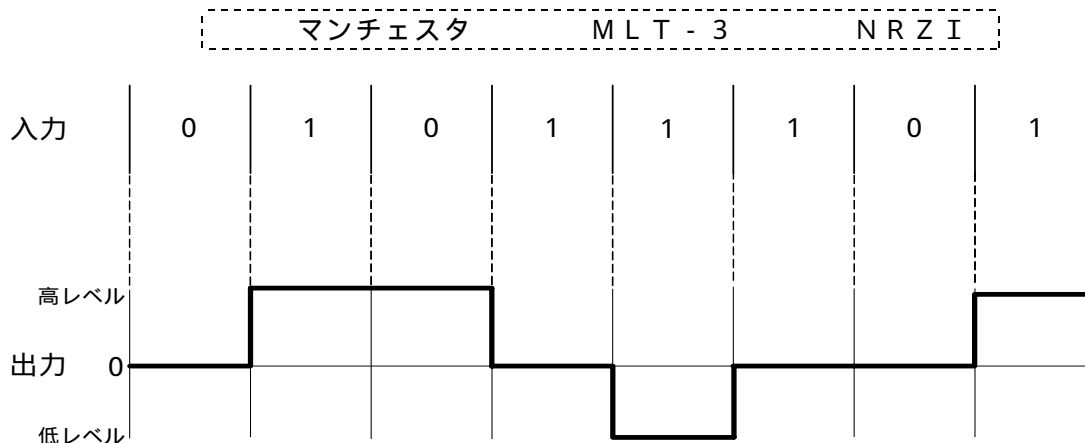 マンチェスタ ＭＬＴ‐３ ＮＲＺＩ
入力 0 1 0 1 1 1 0 1
高レベル
出力 0
低レベル